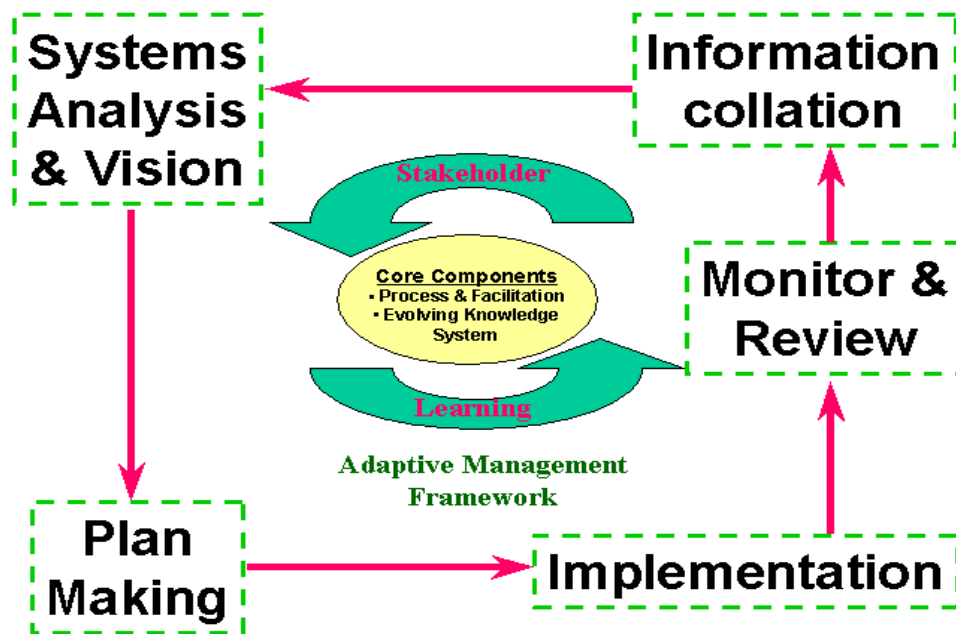 Systems
Analysis
& Vision
Information
collation
Stakeholder
Core Components
▪ Process & Facilitation
▪ Evolving Knowledge
System
Monitor &
Review
Learning
Adaptive Management
Framework
Plan
Making
Implementation